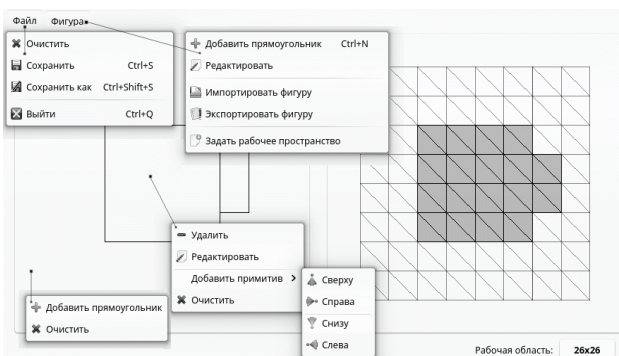 Файл Фигура
Очистить
Сохранить Ctrl+S
Сохранить как Ctrl+Shift+S
Выйти Ctrl+Q
Добавить прямоугольник Ctrl+N
Редактировать
Импортировать фигуру
Экспортировать фигуру
Задать рабочее пространство
Удалить
Редактировать
Добавить примитив >
Очистить
Сверху
Справа
Снизу
Слева
Добавить прямоугольник
Очистить
Рабочая область: 26x26